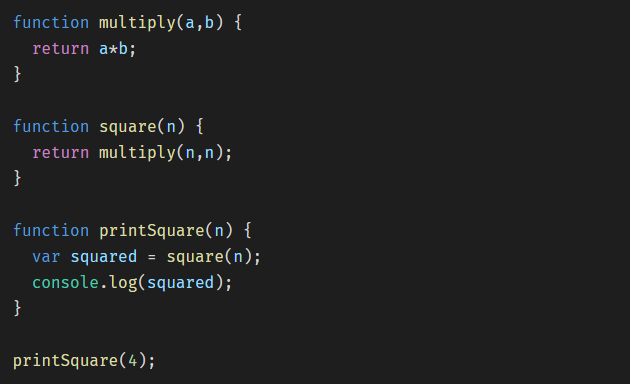 function multiply(a,b) {
  return a*b;
}

function square(n) {
  return multiply(n,n);
}

function printSquare(n) {
  var squared = square(n);
  console.log(squared);
}

printSquare(4);